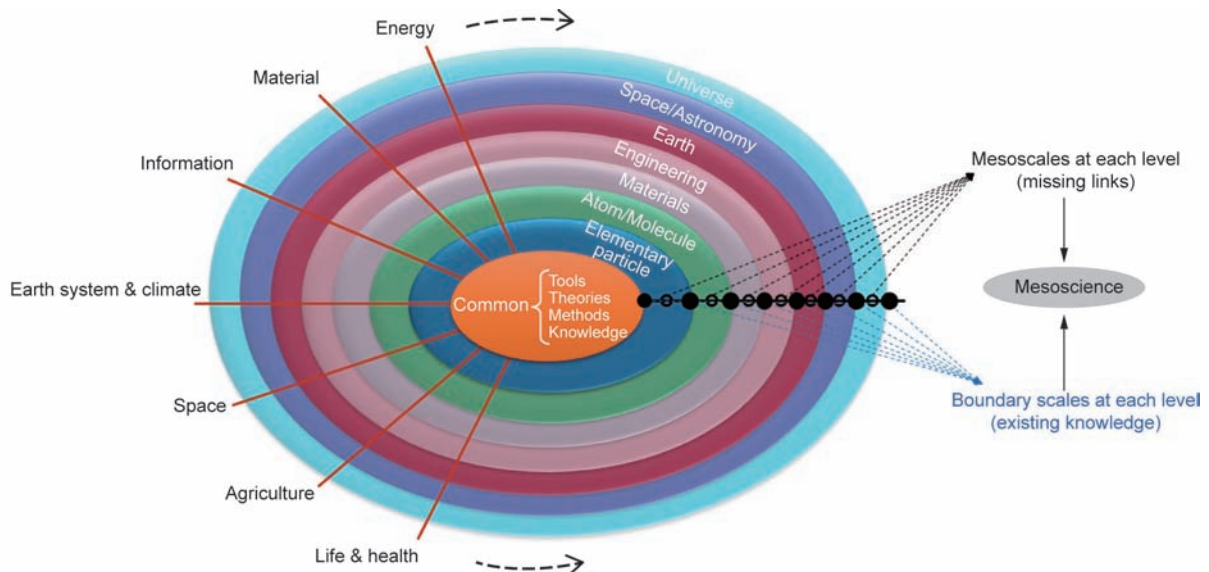 Energy
Material
Information
Earth system & climate
Space
Agriculture
Life & health
Universe
Space/Astronomy
Earth
Engineering
Materials
Atom/Molecule
Elementary
particle
Common
Tools
Theories
Methods
Knowledge
Mesoscales at each level
(missing links)
Mesoscience
Boundary scales at each level
(existing knowledge)